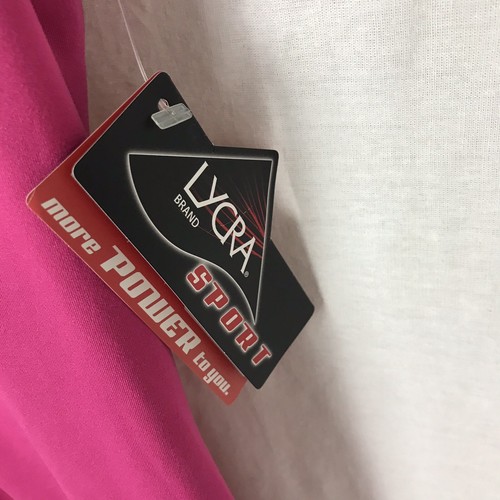 LYCRA®
BRAND
SPORT
more POWER to you.